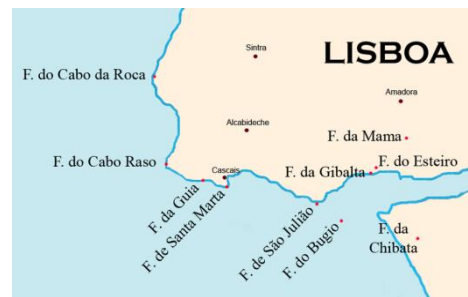 Sintra
LISBOA
F. do Cabo da Roca
Amadora
Alcabideche
F. da Mama
F. do Cabo Raso
Cascais
F. da Gibalta
F. do Esteiro
F. da Guia
F. de Santa Marta
F. de São Julião
F. do Bugio
F. da
Chibata